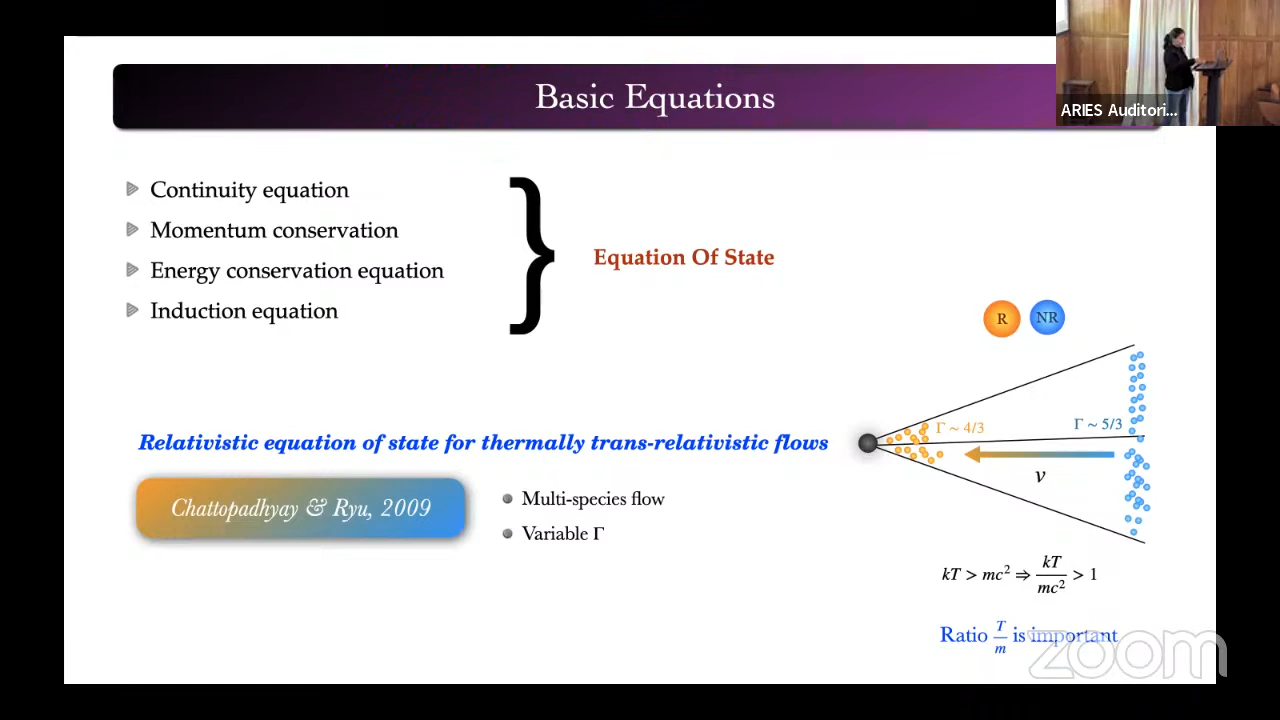 Basic Equations
ARIES Auditori...
Continuity equation
Momentum conservation
Energy conservation equation
Induction equation
}
Equation Of State
R NR
Γ ~ 4/3
Γ ~ 5/3
v
Relativistic equation of state for thermally trans-relativistic flows
Chattopadhyay & Ryu, 2009
Multi-species flow
Variable Γ
kT > mc² ⇒ kT/mc² > 1
Ratio T/m is important
zoom